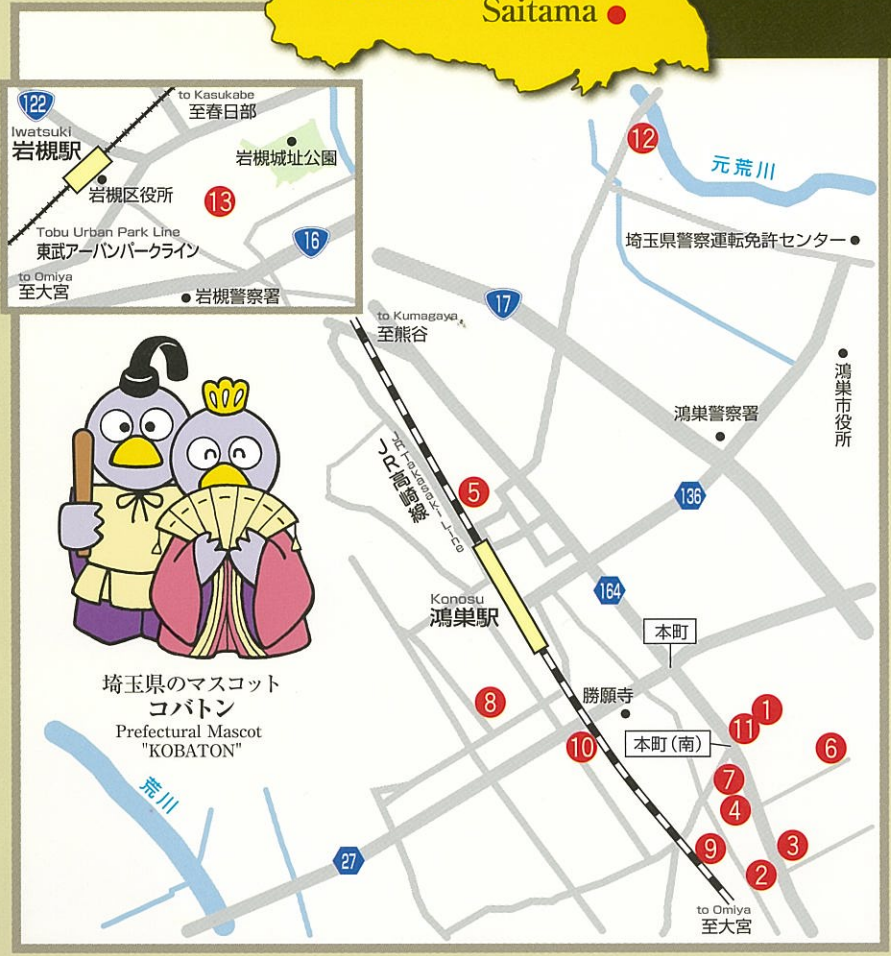 Saitama
122
to Kasukabe
至春日部
Iwatsuki
岩槻駅
岩槻城址公園
岩槻区役所
13
Tobu Urban Park Line
東武アーバンパークライン
16
to Omiya
至大宮
岩槻警察署
12
元荒川
埼玉県警察運転免許センター
17
to Kumagaya
至熊谷
鴻巣市役所
鴻巣警察署
JR高崎線
JR Takasaki Line
5
136
Konosu
鴻巣駅
164
本町
埼玉県のマスコット
コバトン
Prefectural Mascot
"KOBATON"
8
勝願寺
1
11
10
本町(南)
6
7
4
荒川
27
9
3
2
to Omiya
至大宮